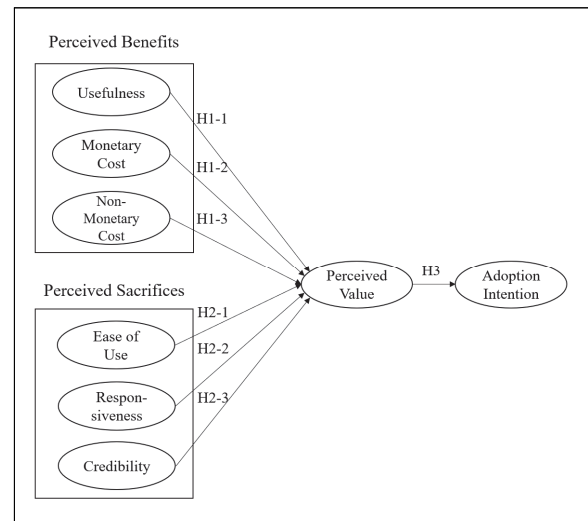 Perceived Benefits
Usefulness
Monetary
Cost
Non-
Monetary
Cost
H1-1
H1-2
H1-3
Perceived Sacrifices
Ease of
Use
Respon-
siveness
Credibility
H2-1
H2-2
H2-3
Perceived
Value
H3
Adoption
Intention